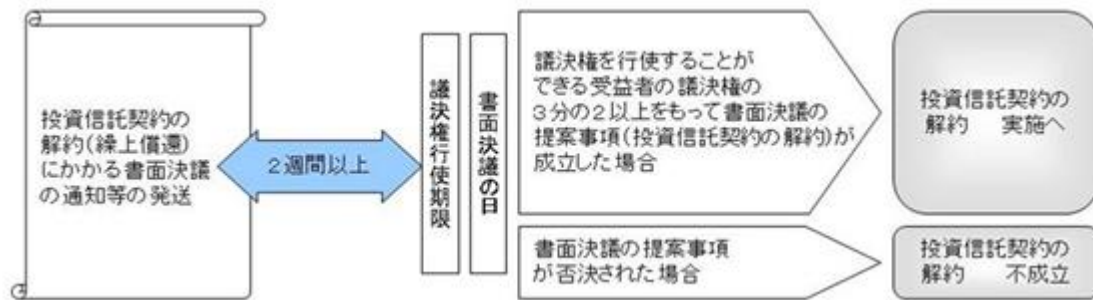 投資信託契約の
解約(繰上償還)
にかかる書面決議
の通知等の発送
２週間以上
議決権行使期限
書面決議の日
議決権を行使することが
できる受益者の議決権の
３分の２以上をもって書面決議の
提案事項(投資信託契約の解約)が
成立した場合
投資信託契約の
解約　実施へ
書面決議の提案事項
が否決された場合
投資信託契約の
解約　不成立